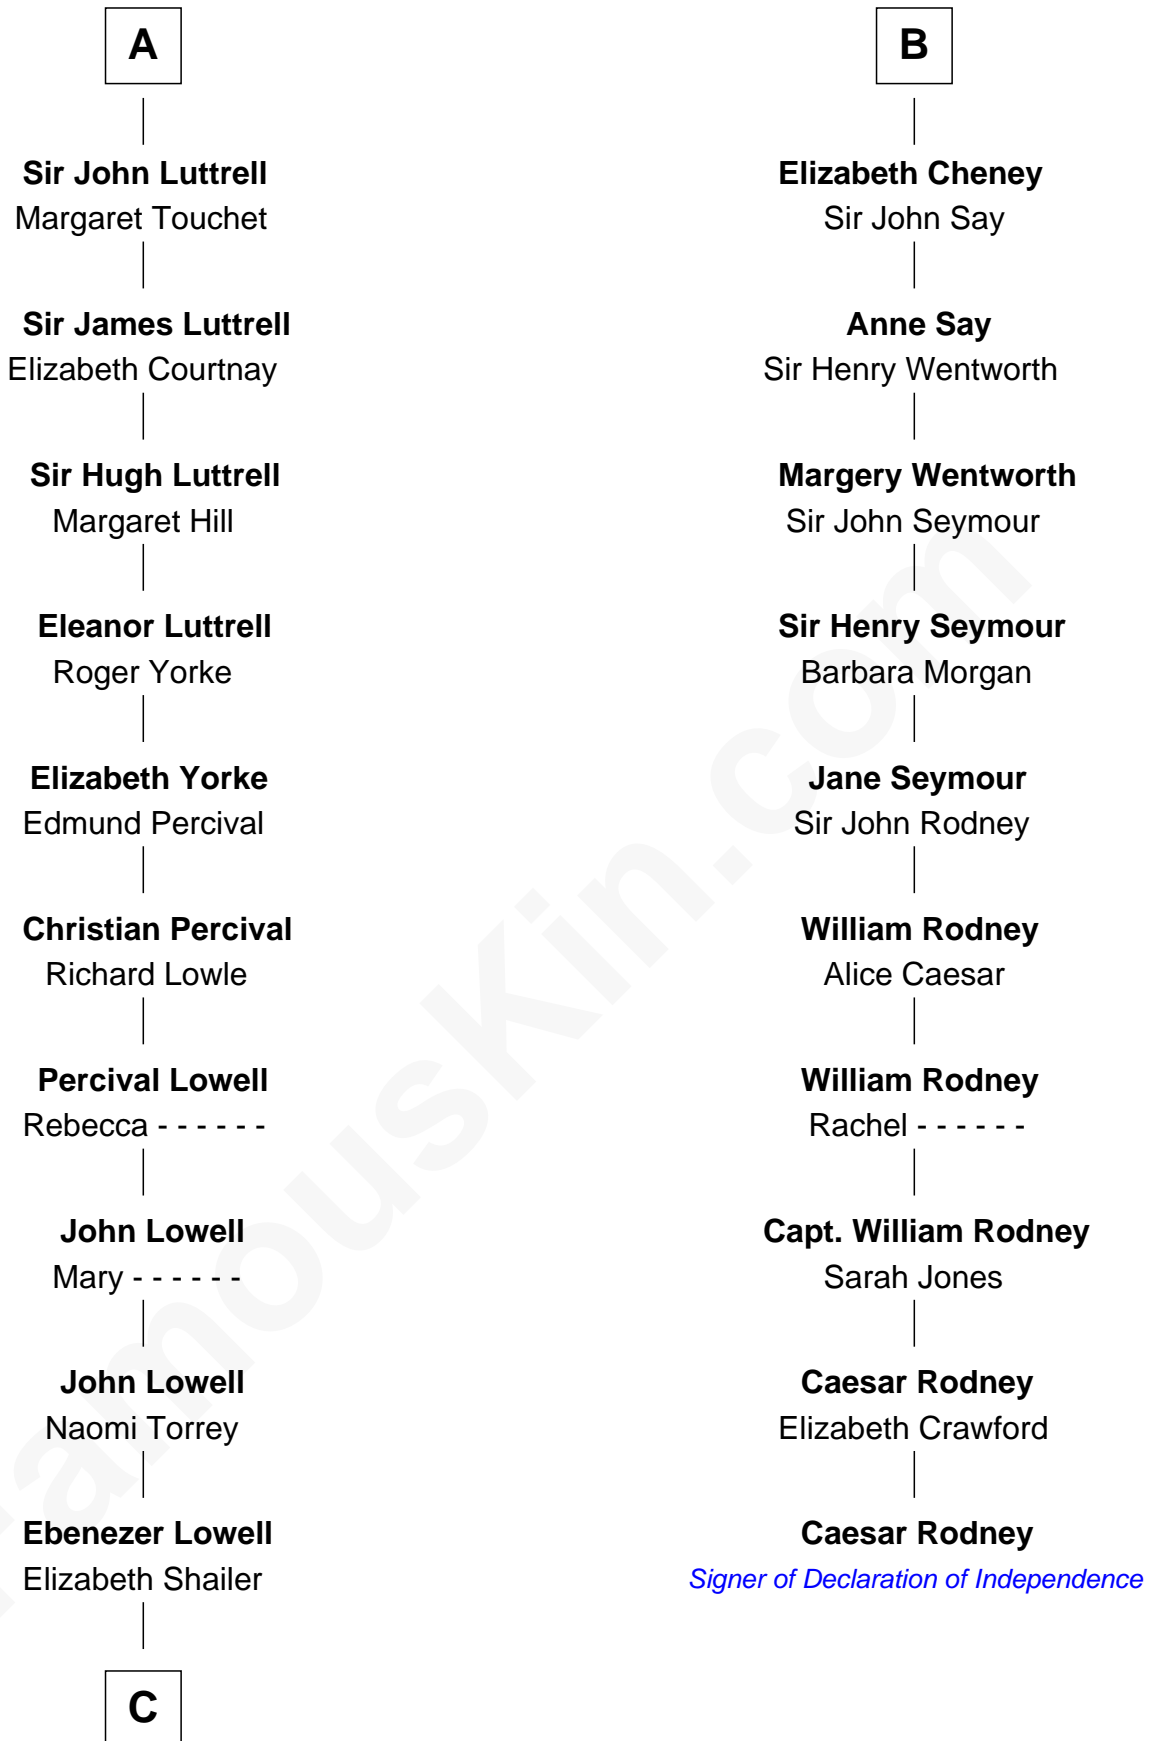 A
Sir John Luttrell
Margaret Touchet
Sir James Luttrell
Elizabeth Courtnay
Sir Hugh Luttrell
Margaret Hill
Eleanor Luttrell
Roger Yorke
Elizabeth Yorke
Edmund Percival
Christian Percival
Richard Lowle
Percival Lowell
Rebecca - - - - - -
John Lowell
Mary - - - - - -
John Lowell
Naomi Torrey
Ebenezer Lowell
Elizabeth Shailer
C
B
Elizabeth Cheney
Sir John Say
Anne Say
Sir Henry Wentworth
Margery Wentworth
Sir John Seymour
Sir Henry Seymour
Barbara Morgan
Jane Seymour
Sir John Rodney
William Rodney
Alice Caesar
William Rodney
Rachel - - - - - -
Capt. William Rodney
Sarah Jones
Caesar Rodney
Elizabeth Crawford
Caesar Rodney
Signer of Declaration of Independence
FamousKin.com